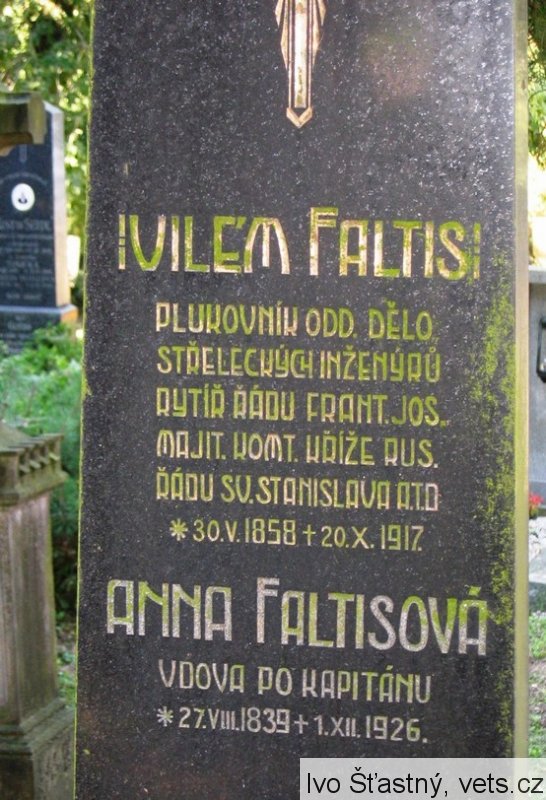 VILÉM FALTIS
PLUKOVNÍK ODD. DĚLO,
STŘELECKÝCH INŽENÝRŮ
RYTÍŘ ŘÁDU FRANT. JOS.,
MAJIT. KOMT. KŘÍŽE RUS.
ŘÁDU SV. STANISLAVA A.T.D
* 30.V. 1858 + 20.X. 1917.
ANNA FALTISOVÁ
VDOVA PO KAPITÁNU
* 27.VIII.1839 + 1.XII. 1926.
Ivo Šťastný, vets.cz